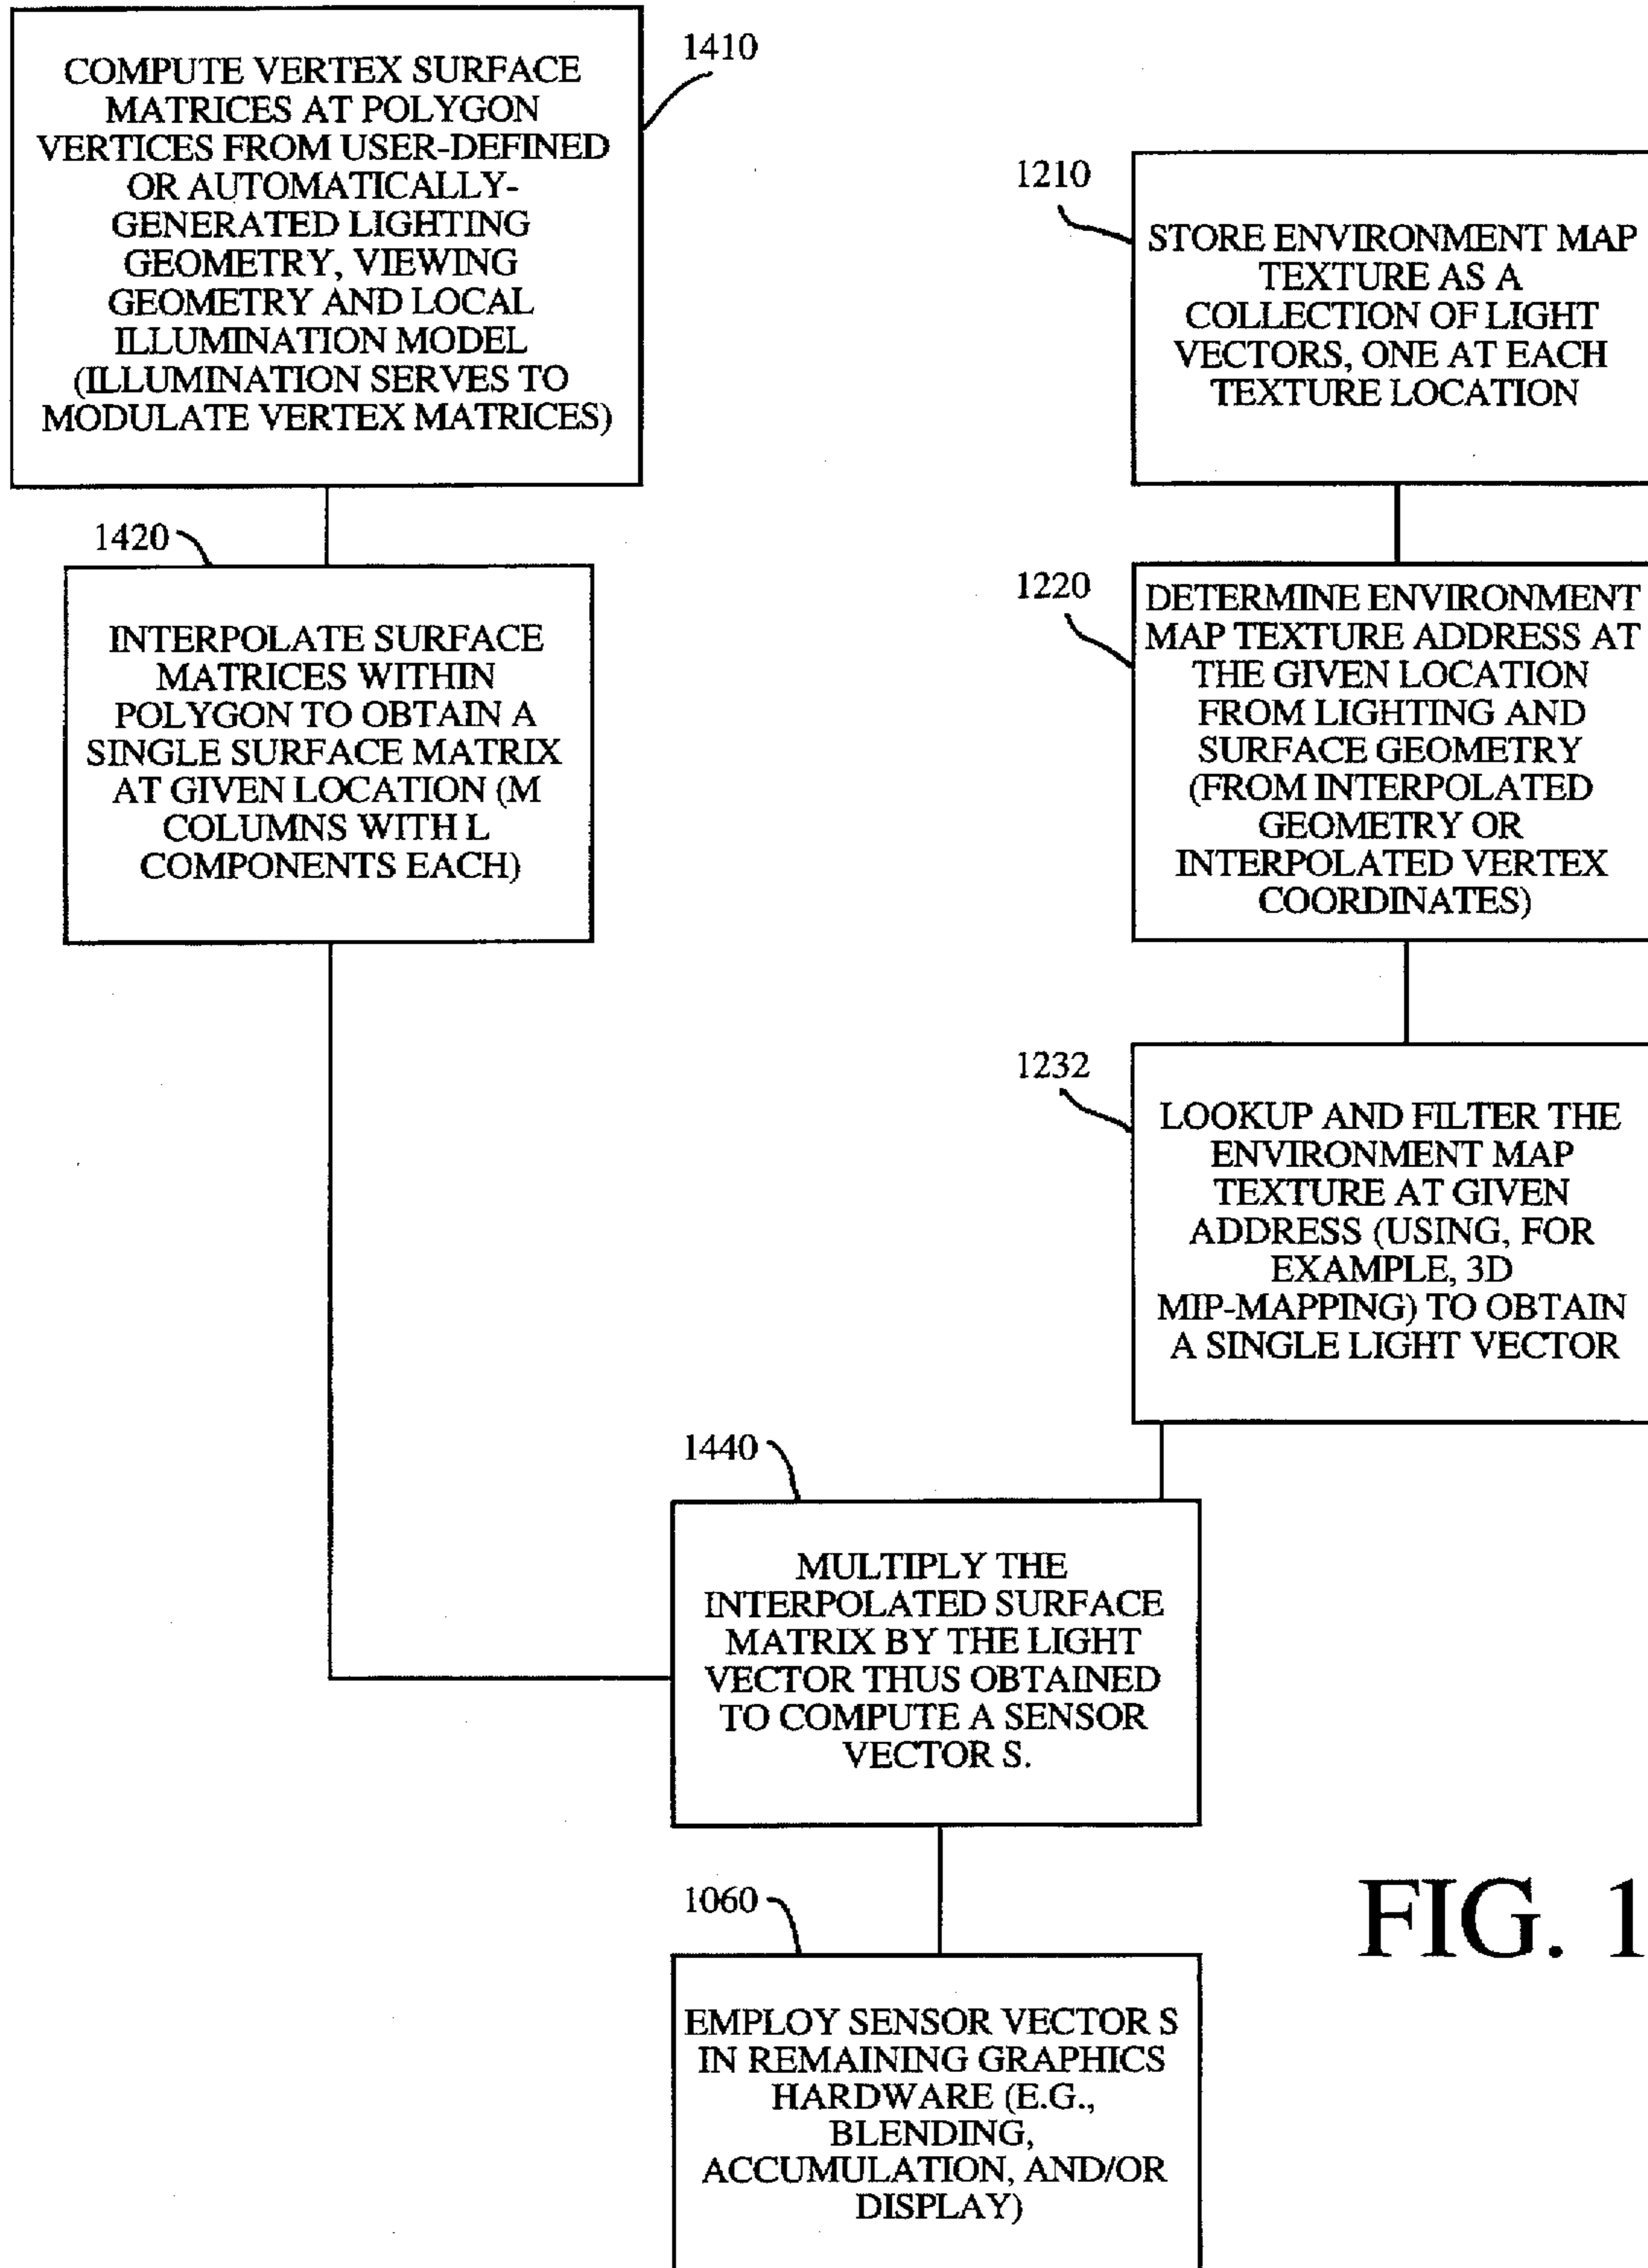 1410
COMPUTE VERTEX SURFACE
MATRICES AT POLYGON
VERTICES FROM USER-DEFINED
OR AUTOMATICALLY-
GENERATED LIGHTING
GEOMETRY, VIEWING
GEOMETRY AND LOCAL
ILLUMINATION MODEL
(ILLUMINATION SERVES TO
MODULATE VERTEX MATRICES)
1420
INTERPOLATE SURFACE
MATRICES WITHIN
POLYGON TO OBTAIN A
SINGLE SURFACE MATRIX
AT GIVEN LOCATION (M
COLUMNS WITH L
COMPONENTS EACH)
1210
STORE ENVIRONMENT MAP
TEXTURE AS A
COLLECTION OF LIGHT
VECTORS, ONE AT EACH
TEXTURE LOCATION
1220
DETERMINE ENVIRONMENT
MAP TEXTURE ADDRESS AT
THE GIVEN LOCATION
FROM LIGHTING AND
SURFACE GEOMETRY
(FROM INTERPOLATED
GEOMETRY OR
INTERPOLATED VERTEX
COORDINATES)
1232
LOOKUP AND FILTER THE
ENVIRONMENT MAP
TEXTURE AT GIVEN
ADDRESS (USING, FOR
EXAMPLE, 3D
MIP-MAPPING) TO OBTAIN
A SINGLE LIGHT VECTOR
1440
MULTIPLY THE
INTERPOLATED SURFACE
MATRIX BY THE LIGHT
VECTOR THUS OBTAINED
TO COMPUTE A SENSOR
VECTOR S.
1060
EMPLOY SENSOR VECTOR S
IN REMAINING GRAPHICS
HARDWARE (E.G.,
BLENDING,
ACCUMULATION, AND/OR
DISPLAY)
FIG. 1